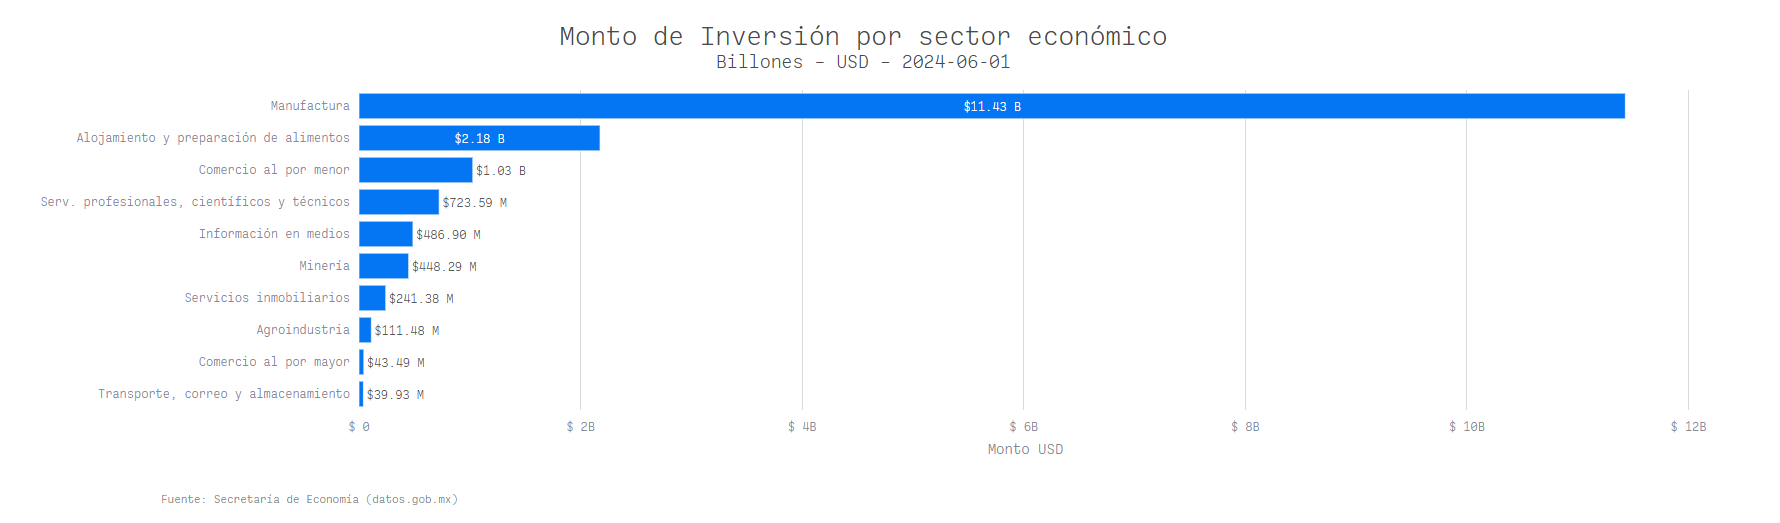 Monto de Inversión por sector económico
Billones – USD – 2024-06-01
Manufactura $11.43 B
Alojamiento y preparación de alimentos $2.18 B
Comercio al por menor $1.03 B
Serv. profesionales, científicos y técnicos $723.59 M
Información en medios $486.90 M
Minería $448.29 M
Servicios inmobiliarios $241.38 M
Agroindustria $111.48 M
Comercio al por mayor $43.49 M
Transporte, correo y almacenamiento $39.93 M
$ 0 $ 2B $ 4B $ 6B $ 8B $ 10B $ 12B
Monto USD
Fuente: Secretaría de Economía (datos.gob.mx)